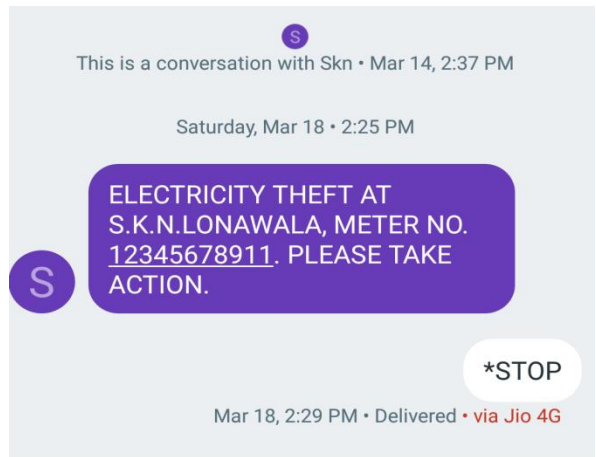 S
This is a conversation with Skn • Mar 14, 2:37 PM
Saturday, Mar 18 • 2:25 PM
ELECTRICITY THEFT AT
S.K.N.LONAWALA, METER NO.
12345678911. PLEASE TAKE
ACTION.
S
*STOP
Mar 18, 2:29 PM • Delivered • via Jio 4G